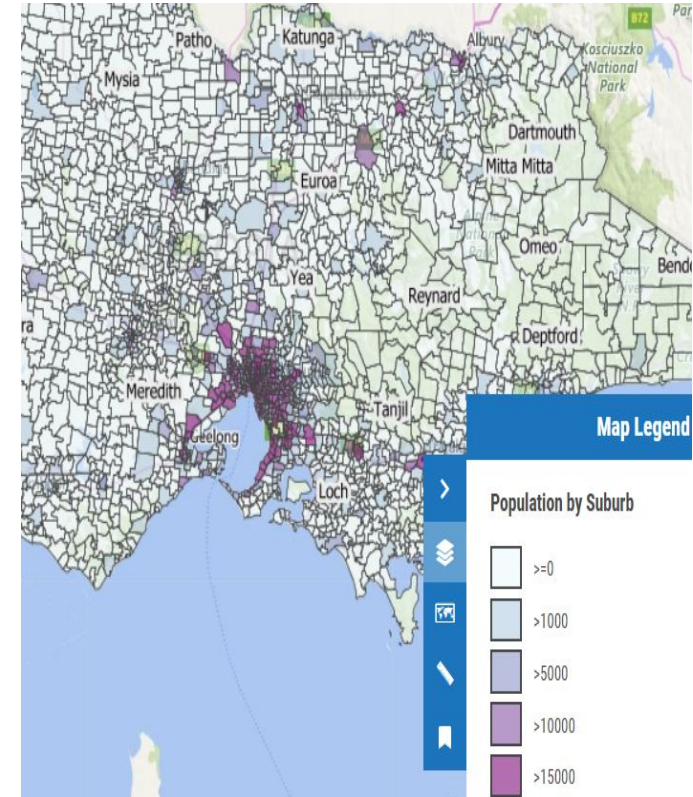 B72
Patho
Katunga
Albury
Kosciuszko
National
Park
Mysia
Dartmouth
Mitta Mitta
Euroa
Omeo
Yea
Reynard
Deptford
Meredith
Tanjil
Geelong
Loch
Map Legend
Population by Suburb
>=0
>1000
>5000
>10000
>15000